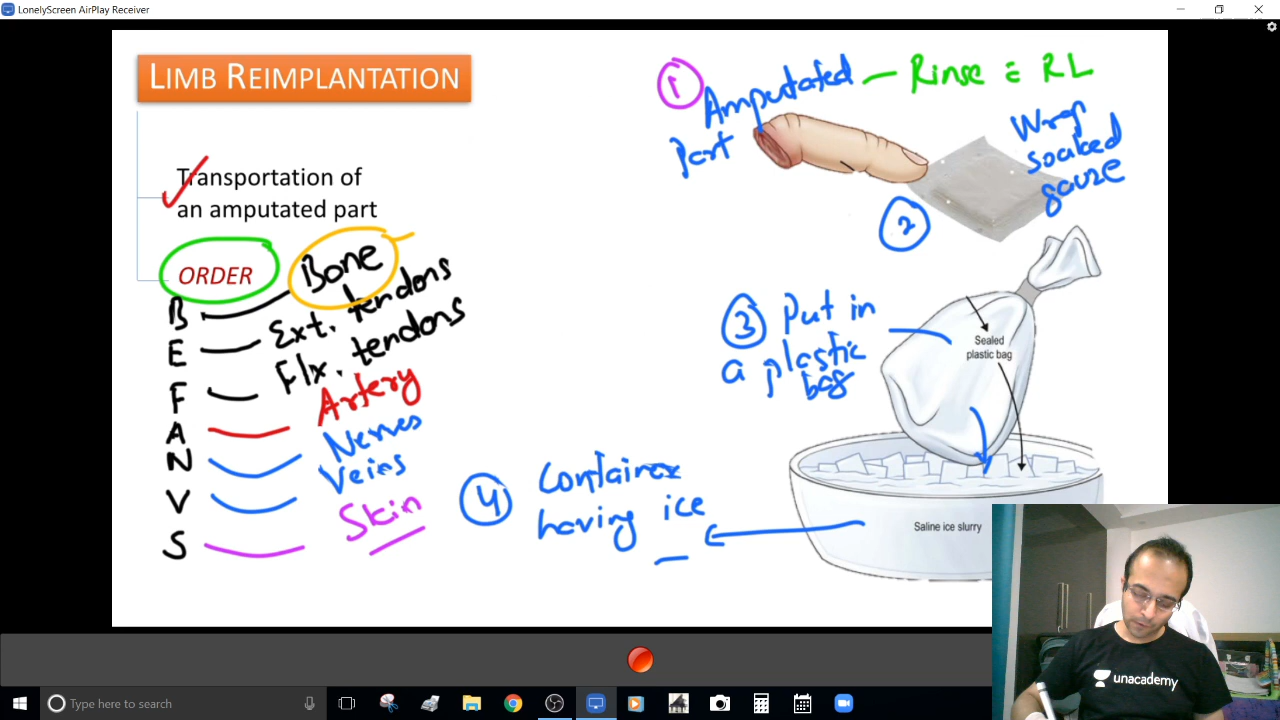 LonelyScreen AirPlay Receiver
LIMB REIMPLANTATION
Transportation of
an amputated part
ORDER
B Bone
E Ext. tendons
F Flx. tendons
A Artery
N Nerves
V Veins
S Skin
1 Amputated — Rinse c̄ RL
part
2 Wrap
soaked
gauze
3 Put in
a plastic
bag
Sealed
plastic bag
4 Container
having ice
Saline ice slurry
unacademy
Type here to search